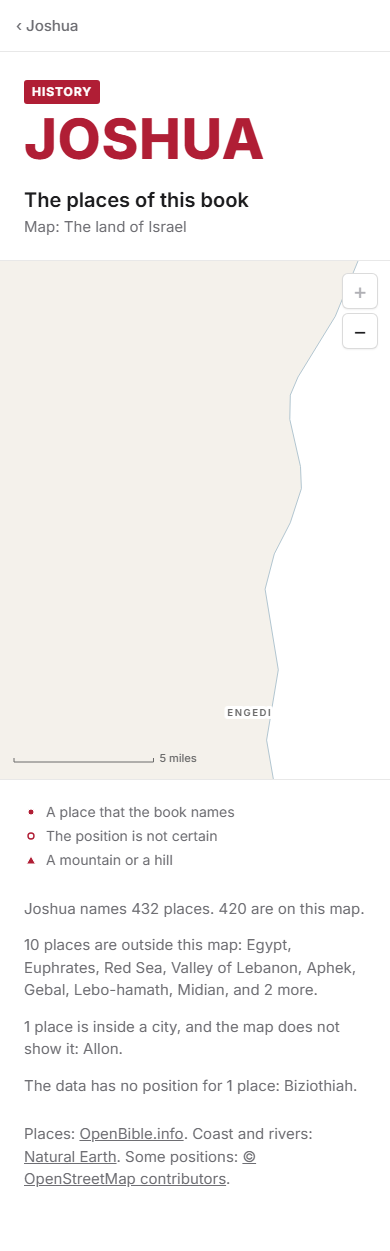 ‹ Joshua
HISTORY
JOSHUA
The places of this book
Map: The land of Israel
+
−
ENGEDI
5 miles
A place that the book names
The position is not certain
A mountain or a hill
Joshua names 432 places. 420 are on this map.
10 places are outside this map: Egypt,
Euphrates, Red Sea, Valley of Lebanon, Aphek,
Gebal, Lebo-hamath, Midian, and 2 more.
1 place is inside a city, and the map does not
show it: Allon.
The data has no position for 1 place: Biziothiah.
Places: OpenBible.info. Coast and rivers:
Natural Earth. Some positions: ©
OpenStreetMap contributors.